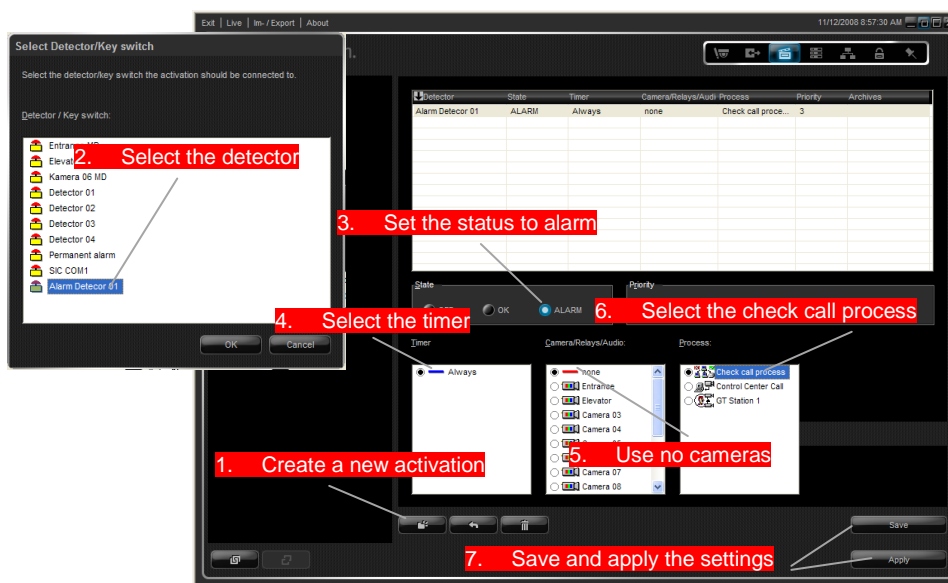 Exit | Live | Im- / Export | About
11/12/2008 8:57:30 AM
Select Detector/Key switch
Select the detector/key switch the activation should be connected to.
Detector / Key switch:
Kamera 06 MD
Detector 01
Detector 02
Detector 03
Detector 04
Permanent alarm
SIC COM1
Alarm Detecor 01
OK Cancel
2. Select the detector
Detector State Timer Camera/Relays/Audi Process Priority Archives
Alarm Detecor 01 ALARM Always none Check call proce... 3
3. Set the status to alarm
State
OK ALARM
Priority
4. Select the timer
6. Select the check call process
Timer
Always
Camera/Relays/Audio:
none
Entrance
Elevator
Camera 03
Camera 04
Camera 07
Camera 08
Process:
Check call process
Control Center Call
GT Station 1
5. Use no cameras
1. Create a new activation
Save
7. Save and apply the settings
Apply